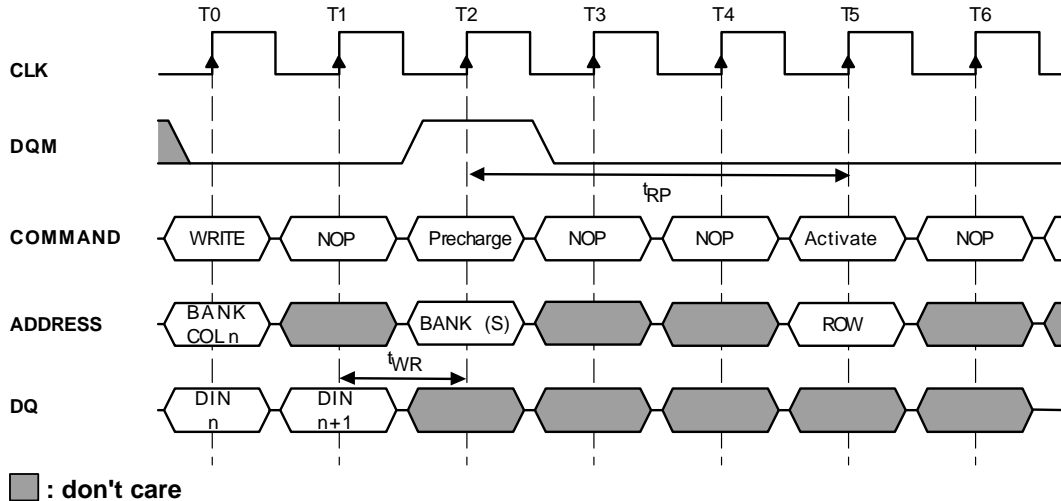 T0 T1 T2 T3 T4 T5 T6
CLK
DQM
tRP
COMMAND WRITE NOP Precharge NOP NOP Activate NOP
ADDRESS BANK COL n BANK (S) ROW
tWR
DQ DIN n DIN n+1
: don't care